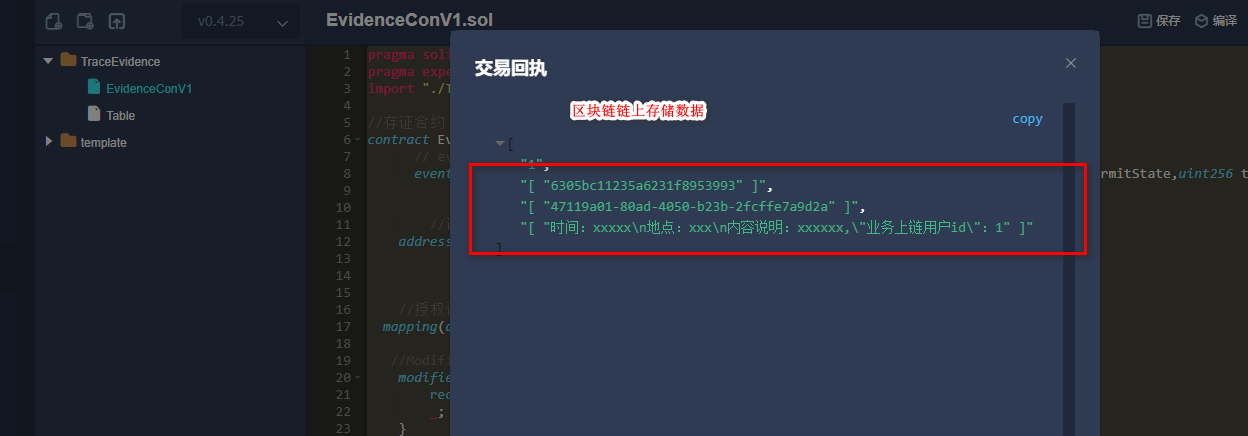 v0.4.25
EvidenceConV1.sol
保存
编译
TraceEvidence
EvidenceConV1
Table
template
1 pragma soli
2 pragma expe
3 import "./T
4
5 //存证合约
6 contract Ev
7 // ev
8 event
rmitState,uint256 t
9
10
11
12 address
13
14
15
16 //授权
17 mapping(
18
19 //Modif
20 modifie
21 rec
22 _;
23 }
交易回执
区块链链上存储数据
copy
[
"1",
"[ "6305bc11235a6231f8953993" ]",
"[ "47119a01-80ad-4050-b23b-2fcffe7a9d2a" ]",
"[ "时间: xxxxx\n地点: xxx\n内容说明: xxxxxx,\"业务上链用户id\": 1" ]"
]